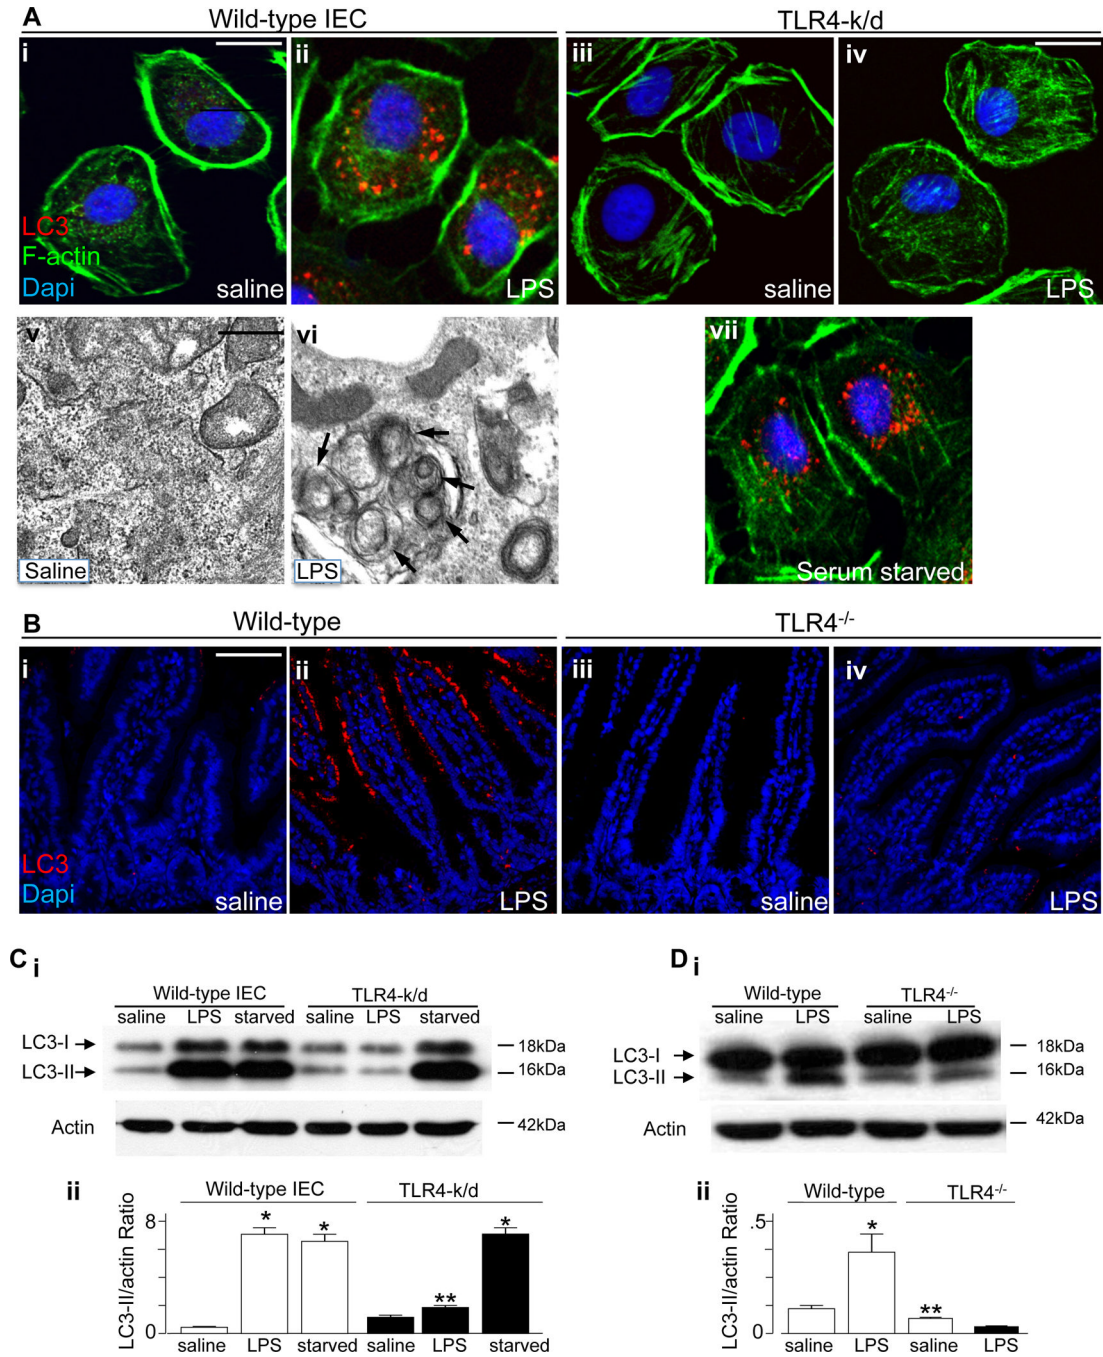 A Wild-type IEC TLR4-k/d
i ii iii iv
LC3
F-actin
Dapi saline LPS saline LPS
v vi vii
Saline LPS Serum starved
B Wild-type TLR4-/-
i ii iii iv
LC3
Dapi saline LPS saline LPS
C i
Wild-type IEC TLR4-k/d
saline LPS starved saline LPS starved
LC3-I 18kDa
LC3-II 16kDa
Actin 42kDa
ii Wild-type IEC TLR4-k/d
LC3-II/actin Ratio
8
* * ** *
0
saline LPS starved saline LPS starved
D i
Wild-type TLR4-/-
saline LPS saline LPS
LC3-I 18kDa
LC3-II 16kDa
Actin 42kDa
ii Wild-type TLR4-/-
LC3-II/actin Ratio
.5
* **
0
saline LPS saline LPS